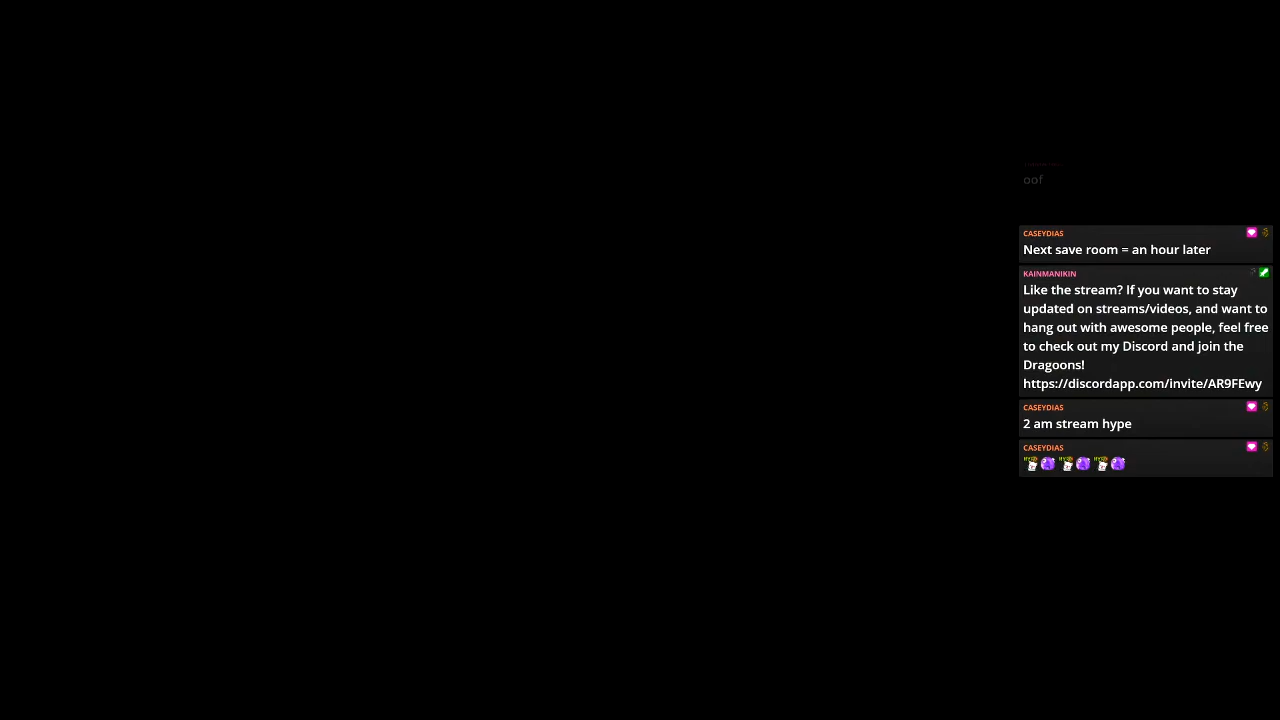 oof
CASEYDIAS
Next save room = an hour later
KAINMANIKIN
Like the stream? If you want to stay
updated on streams/videos, and want to
hang out with awesome people, feel free
to check out my Discord and join the
Dragoons!
https://discordapp.com/invite/AR9FEwy
CASEYDIAS
2 am stream hype
CASEYDIAS